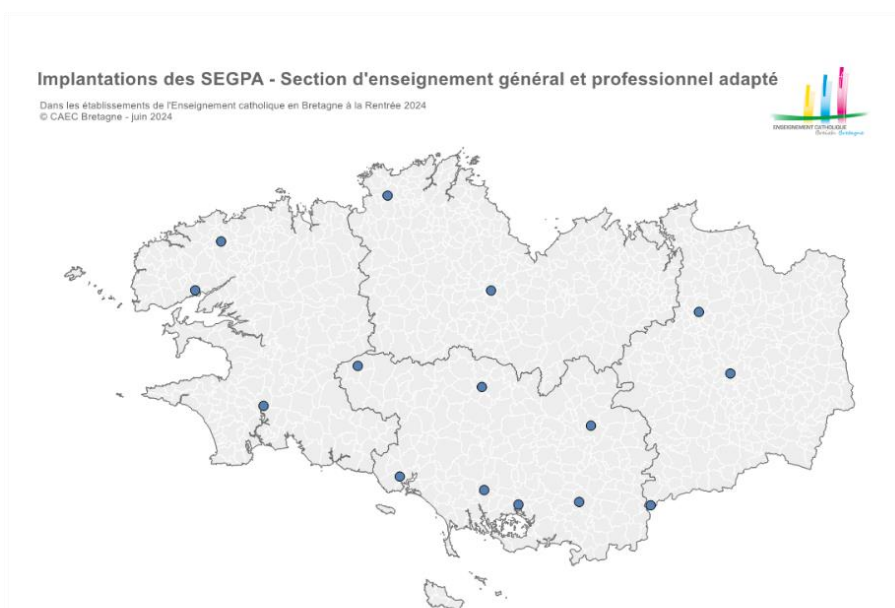 Implantations des SEGPA - Section d'enseignement général et professionnel adapté
Dans les établissements de l'Enseignement catholique en Bretagne à la Rentrée 2024
© CAEC Bretagne - juin 2024
ENSEIGNEMENT CATHOLIQUE
Bretagne